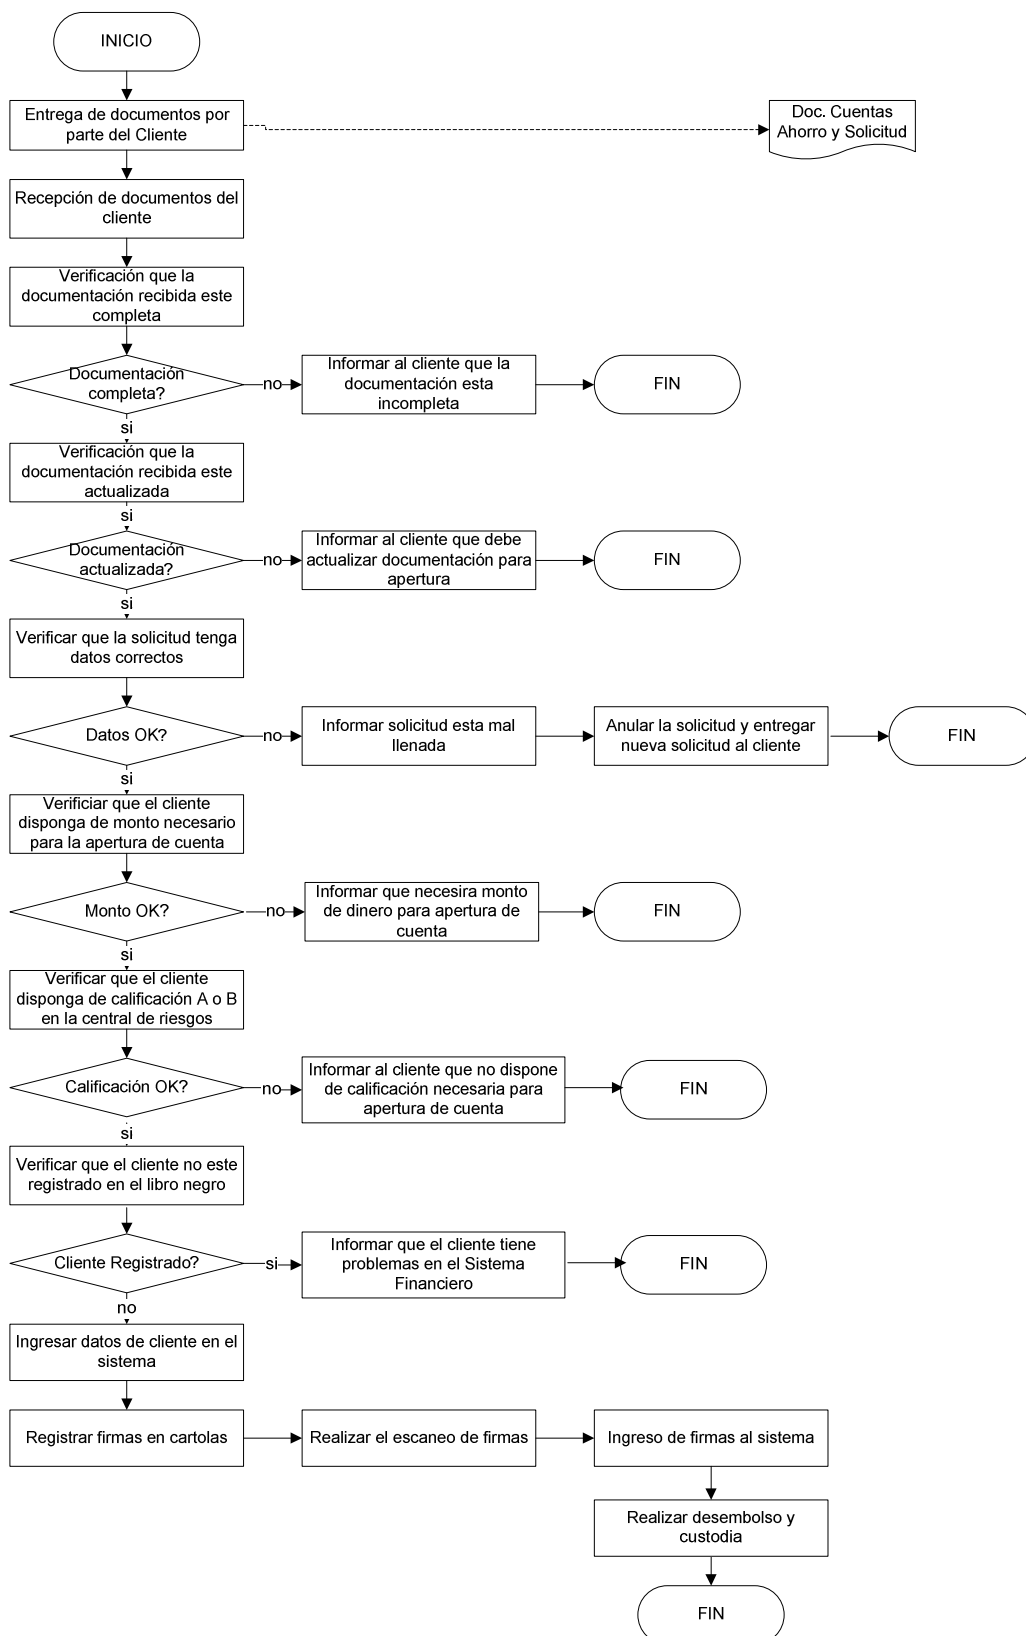 INICIO
Entrega de documentos por
parte del Cliente
Doc. Cuentas
Ahorro y Solicitud
Recepción de documentos del
cliente
Verificación que la
documentación recibida este
completa
Documentación
completa?
no
Informar al cliente que la
documentación esta
incompleta
FIN
si
Verificación que la
documentación recibida este
actualizada
si
Documentación
actualizada?
no
Informar al cliente que debe
actualizar documentación para
apertura
FIN
si
Verificar que la solicitud tenga
datos correctos
Datos OK?
no
Informar solicitud esta mal
llenada
Anular la solicitud y entregar
nueva solicitud al cliente
FIN
si
Verificiar que el cliente
disponga de monto necesario
para la apertura de cuenta
Monto OK?
no
Informar que necesira monto
de dinero para apertura de
cuenta
FIN
si
Verificar que el cliente
disponga de calificación A o B
en la central de riesgos
Calificación OK?
no
Informar al cliente que no dispone
de calificación necesaria para
apertura de cuenta
FIN
si
Verificar que el cliente no este
registrado en el libro negro
Cliente Registrado?
si
Informar que el cliente tiene
problemas en el Sistema
Financiero
FIN
no
Ingresar datos de cliente en el
sistema
Registrar firmas en cartolas
Realizar el escaneo de firmas
Ingreso de firmas al sistema
Realizar desembolso y
custodia
FIN